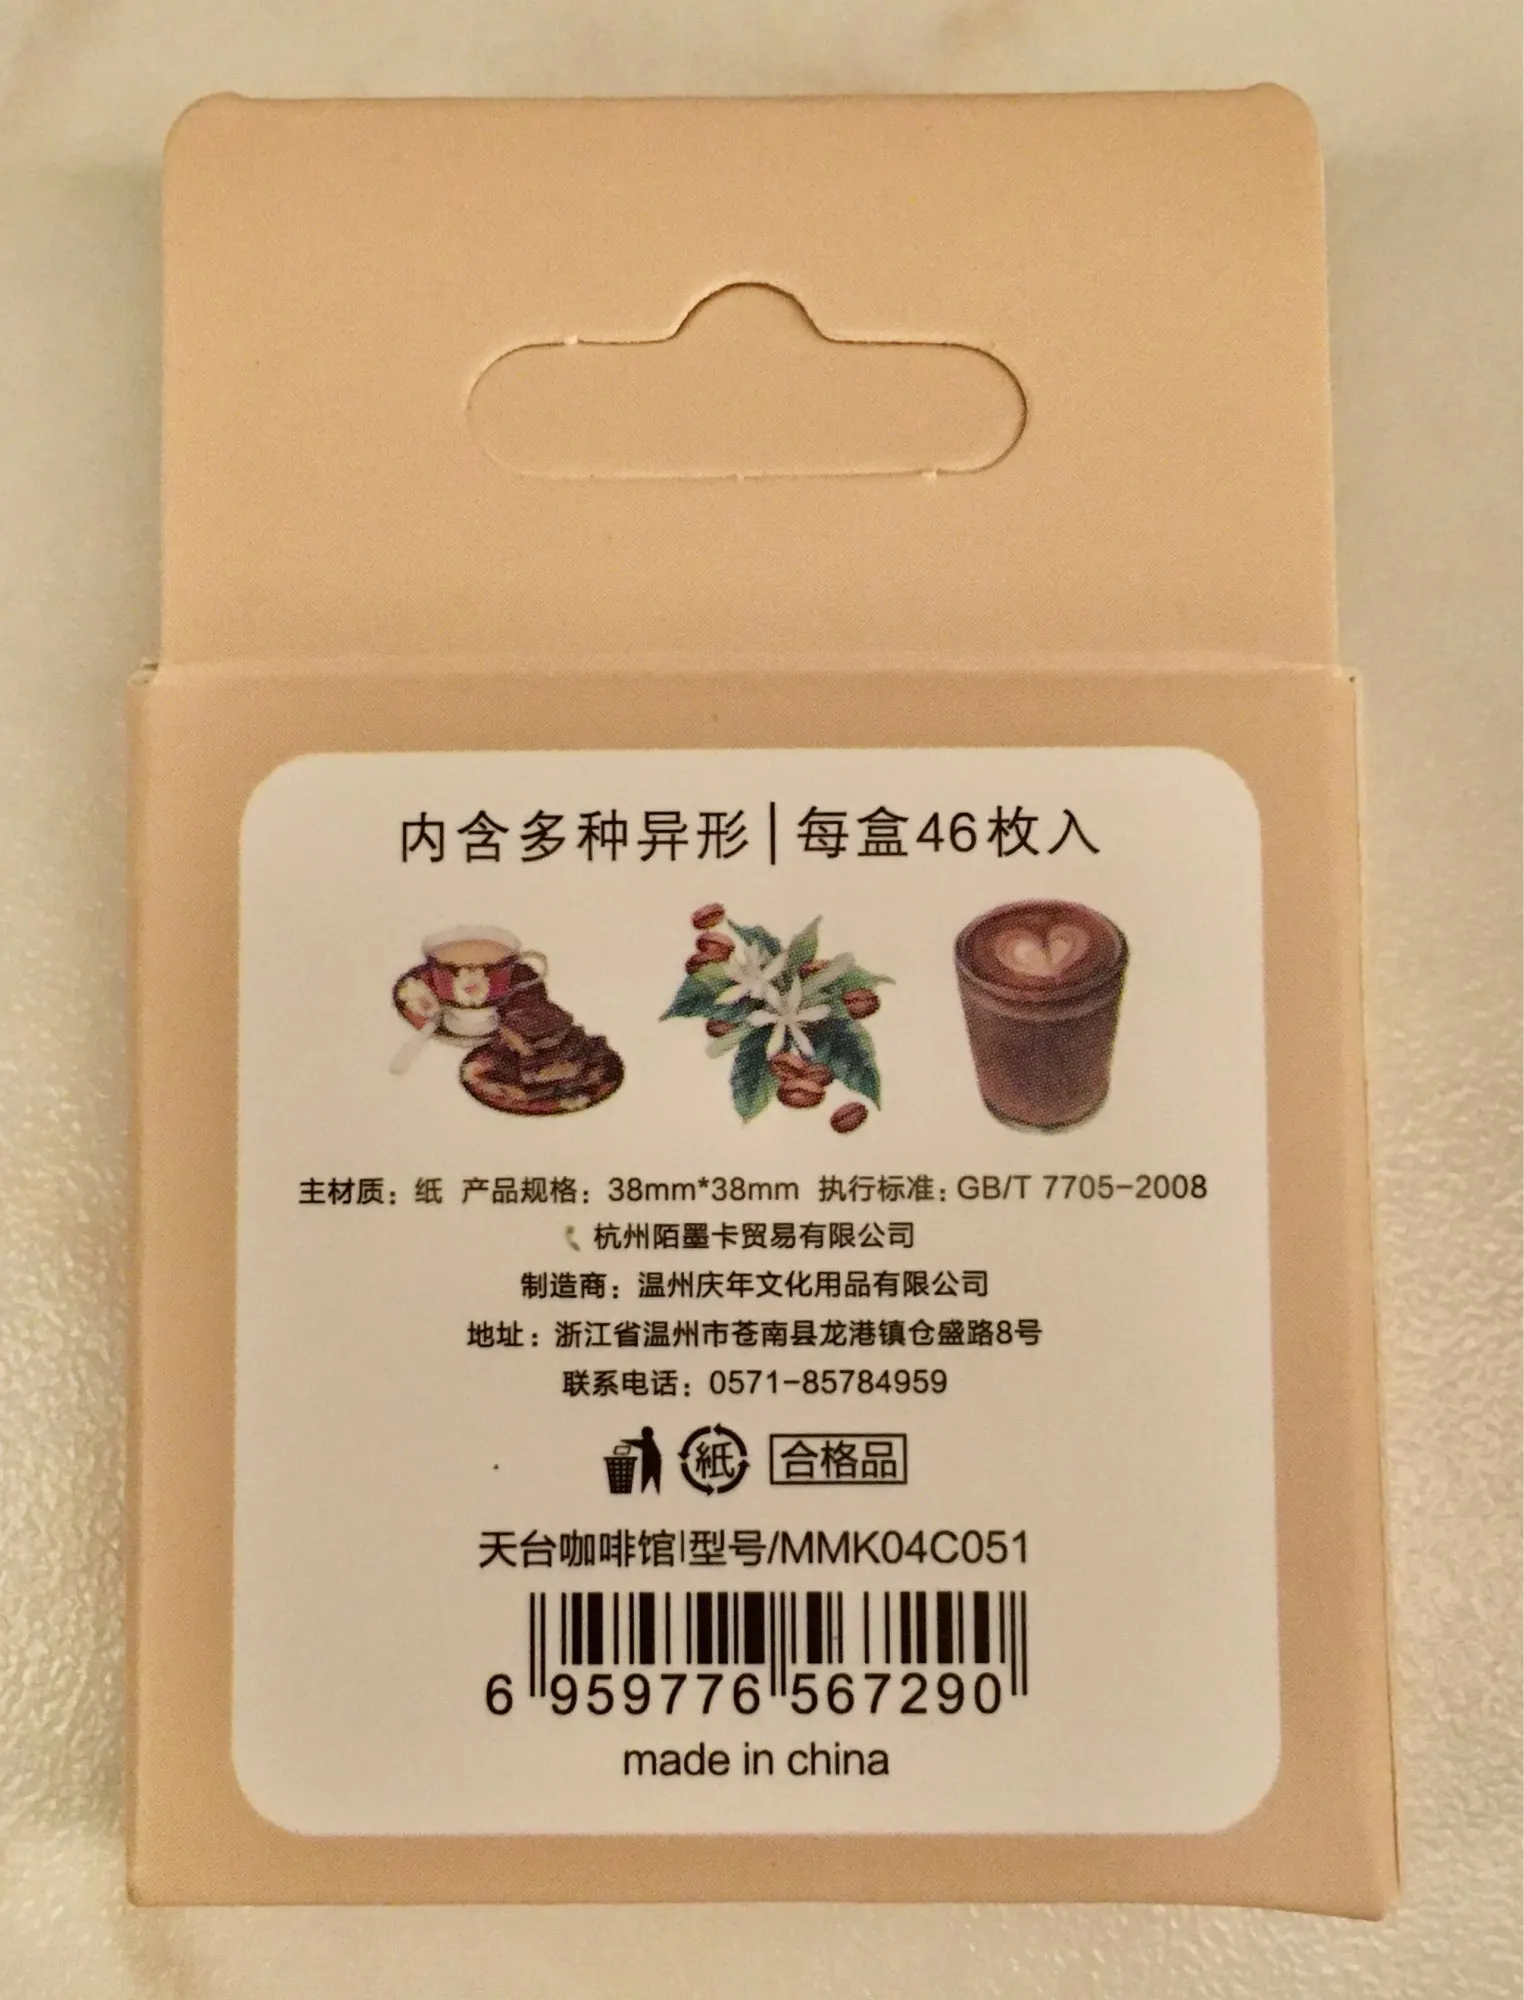 内含多种异形|每盒46枚入
主材质：纸 产品规格：38mm*38mm 执行标准：GB/T 7705-2008
杭州陌墨卡贸易有限公司
制造商：温州庆年文化用品有限公司
地址：浙江省温州市苍南县龙港镇仓盛路8号
联系电话：0571-85784959
紙 合格品
天台咖啡馆|型号/MMK04C051
6 959776 567290
made in china